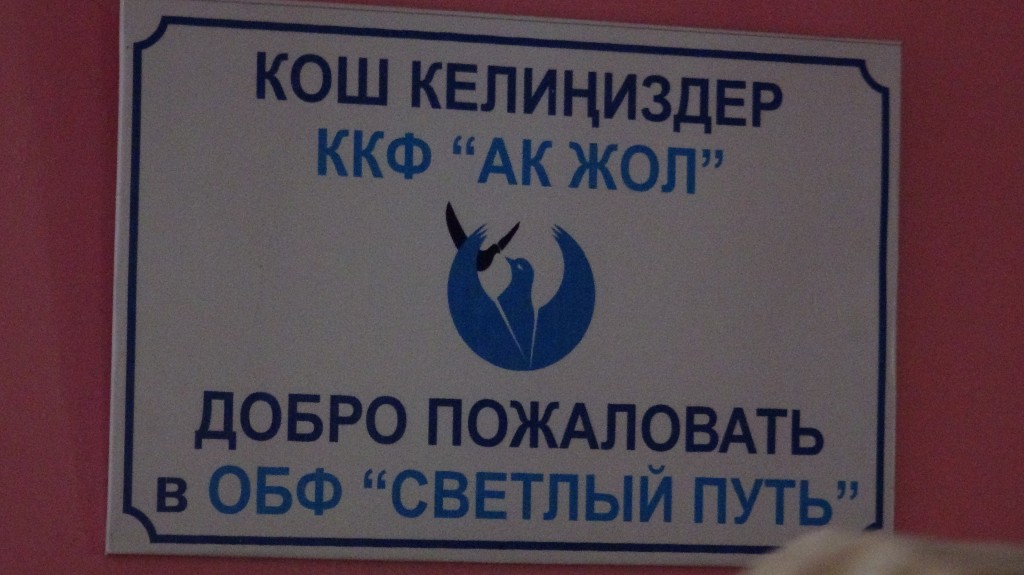 КОШ КЕЛИҢИЗДЕР
ККФ “АК ЖОЛ”
ДОБРО ПОЖАЛОВАТЬ
в ОБФ “СВЕТЛЫЙ ПУТЬ”